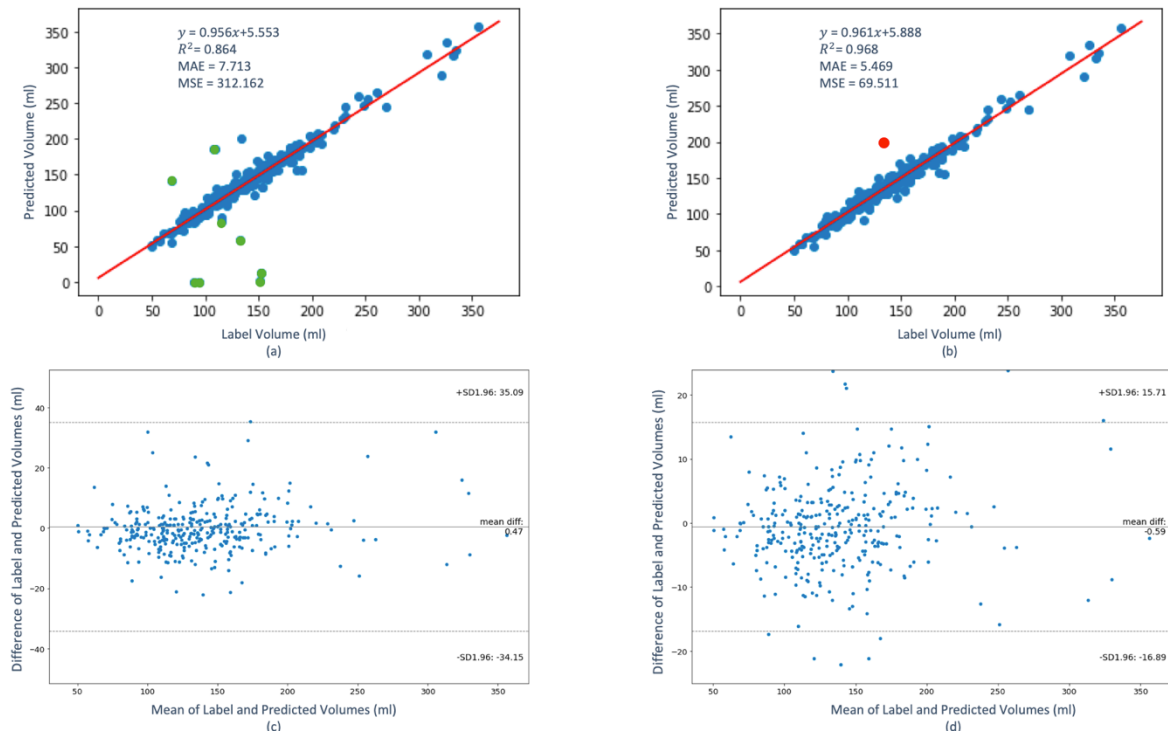 y = 0.956x+5.553
R² = 0.864
MAE = 7.713
MSE = 312.162
350
300
250
200
150
100
50
0
Predicted Volume (ml)
0 50 100 150 200 250 300 350
Label Volume (ml)
(a)
y = 0.961x+5.888
R² = 0.968
MAE = 5.469
MSE = 69.511
350
300
250
200
150
100
50
0
Predicted Volume (ml)
0 50 100 150 200 250 300 350
Label Volume (ml)
(b)
+SD1.96: 35.09
40
20
0
−20
−40
mean diff:
0.47
-SD1.96: -34.15
Difference of Label and Predicted Volumes (ml)
50 100 150 200 250 300 350
Mean of Label and Predicted Volumes (ml)
(c)
+SD1.96: 15.71
20
10
0
−10
−20
mean diff:
-0.59
-SD1.96: -16.89
Difference of Label and Predicted Volumes (ml)
50 100 150 200 250 300 350
Mean of Label and Predicted Volumes (ml)
(d)